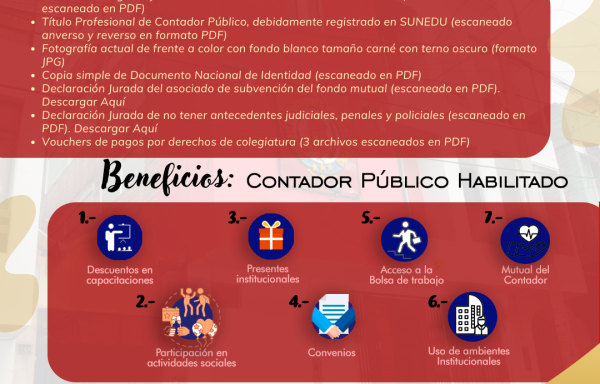 escaneado en PDF)
• Título Profesional de Contador Público, debidamente registrado en SUNEDU (escaneado
anverso y reverso en formato PDF)
• Fotografía actual de frente a color con fondo blanco tamaño carné con terno oscuro (formato
JPG)
• Copia simple de Documento Nacional de Identidad (escaneado en PDF)
• Declaración Jurada del asociado de subvención del fondo mutual (escaneado en PDF).
Descargar Aquí
• Declaración Jurada de no tener antecedentes judiciales, penales y policiales (escaneado en
PDF). Descargar Aquí
• Vouchers de pagos por derechos de colegiatura (3 archivos escaneados en PDF)
Beneficios: Contador Público Habilitado
1.-
Descuentos en
capacitaciones
2.-
Participación en
actividades sociales
3.-
Presentes
institucionales
4.-
Convenios
5.-
Acceso a la
Bolsa de trabajo
6.-
Uso de ambientes
Institucionales
7.-
Mutual del
Contador